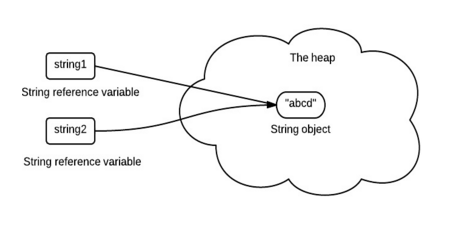 The heap
string1
String reference variable
"abcd"
String object
string2
String reference variable